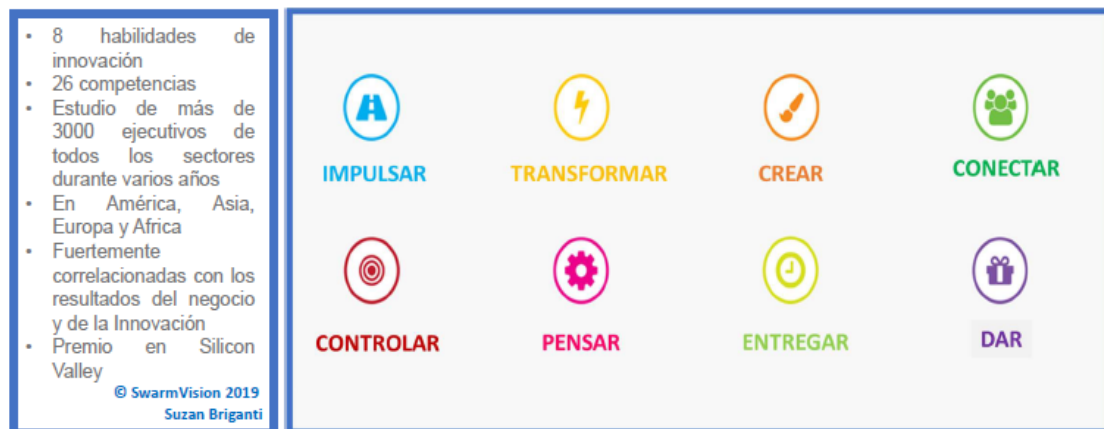 • 8 habilidades de
innovación
• 26 competencias
• Estudio de más de
3000 ejecutivos de
todos los sectores
durante varios años
• En América, Asia,
Europa y Africa
• Fuertemente
correlacionadas con los
resultados del negocio
y de la Innovación
• Premio en Silicon
Valley
© SwarmVision 2019
Suzan Briganti
IMPULSAR
TRANSFORMAR
CREAR
CONECTAR
CONTROLAR
PENSAR
ENTREGAR
DAR